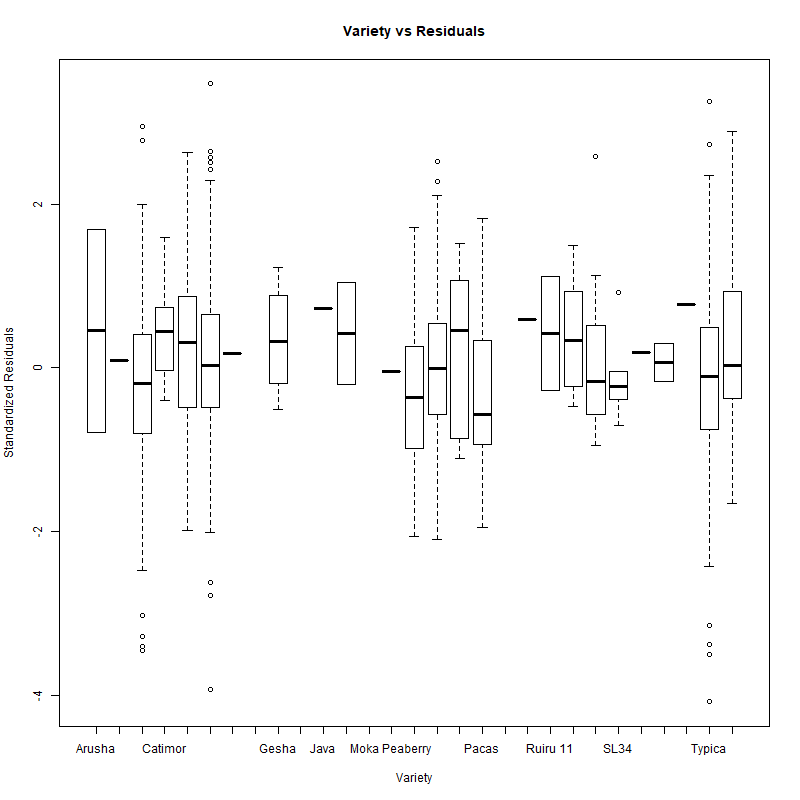 Variety vs Residuals
Standardized Residuals
2
0
-2
-4
Arusha Catimor Gesha Java Moka Peaberry Pacas Ruiru 11 SL34 Typica
Variety